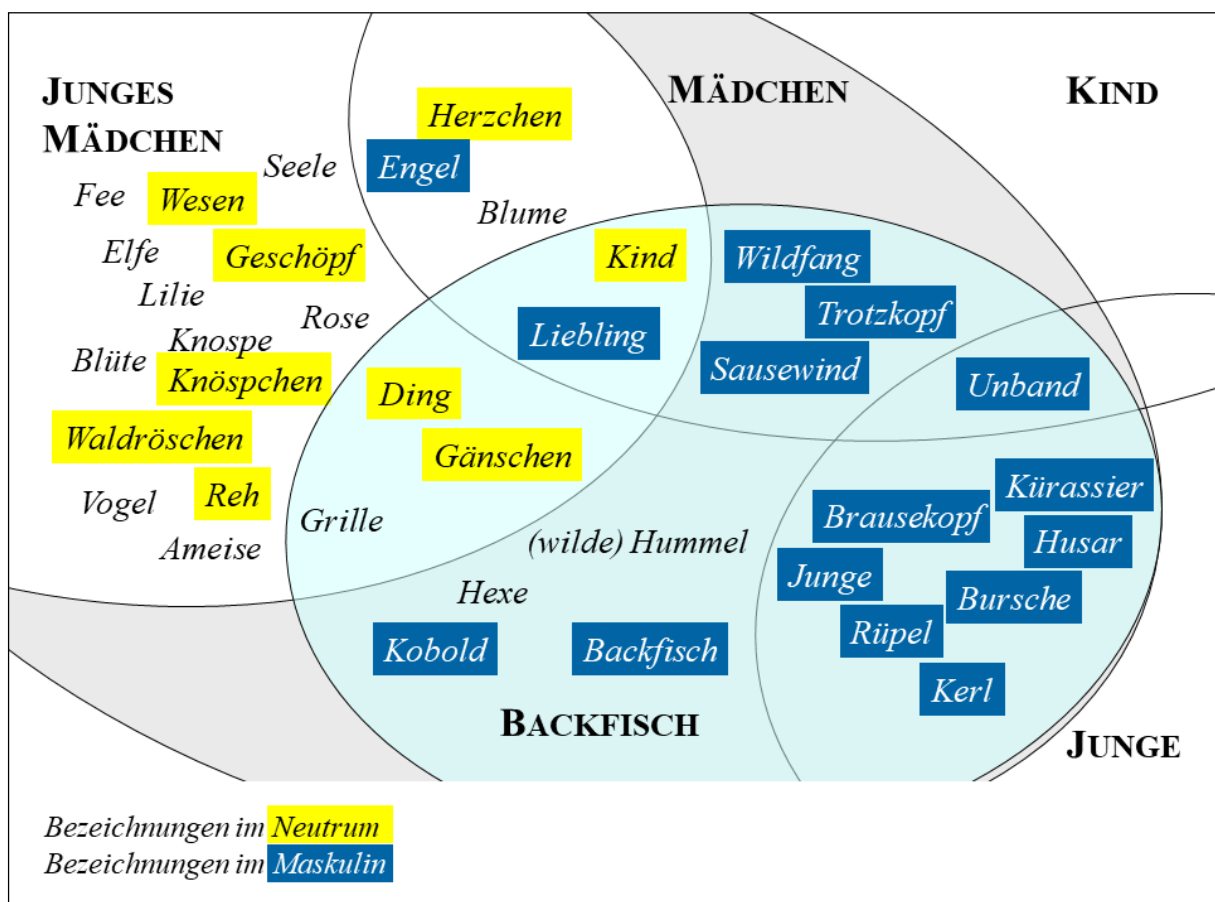 JUNGES
MÄDCHEN
MÄDCHEN
KIND
Herzchen
Seele
Engel
Fee
Wesen
Blume
Elfe
Geschöpf
Kind
Wildfang
Lilie
Rose
Trotzkopf
Liebling
Knospe
Blüte
Sausewind
Knöspchen
Ding
Unband
Waldröschen
Gänschen
Vogel
Reh
Kürassier
Grille
Brausekopf
Ameise
(wilde) Hummel
Husar
Junge
Hexe
Bursche
Rüpel
Kobold
Backfisch
Kerl
BACKFISCH
JUNGE
Bezeichnungen im Neutrum
Bezeichnungen im Maskulin